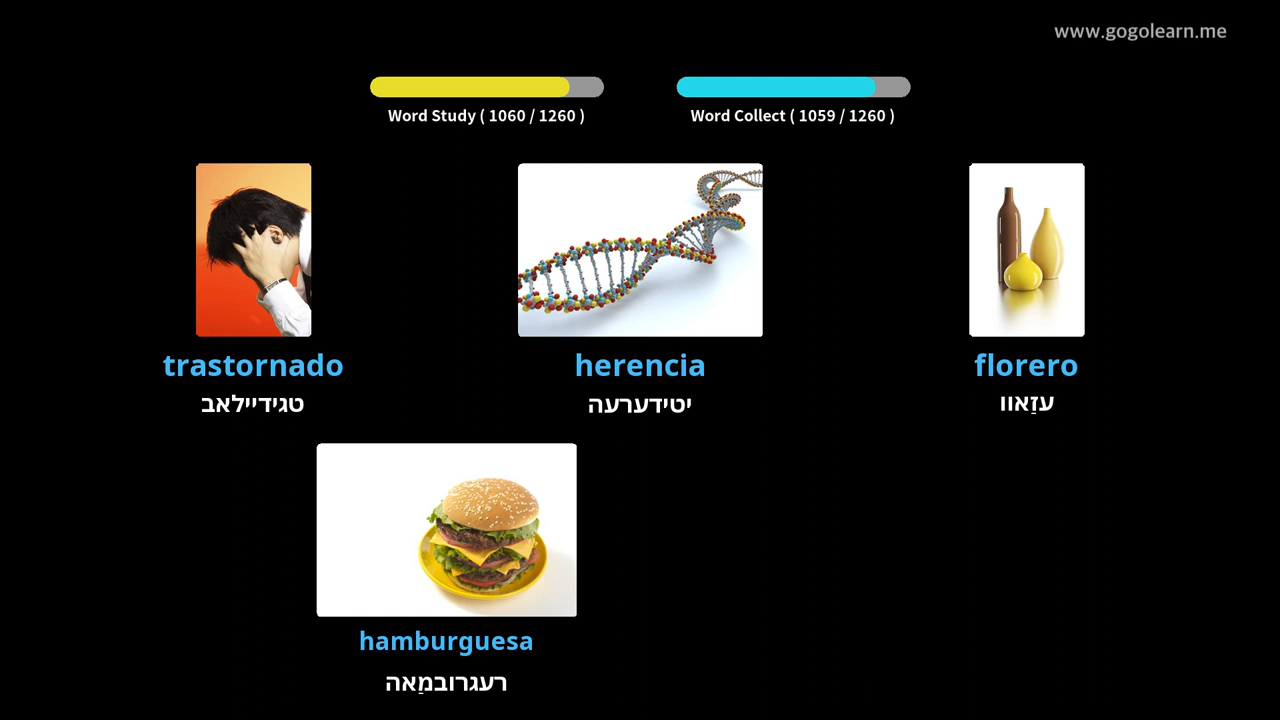 www.gogolearn.me
Word Study ( 1060 / 1260 )
Word Collect ( 1059 / 1260 )
trastornado
טגידיילאב
herencia
יטידערעה
florero
עזַאוו
hamburguesa
רעגרובמַאה